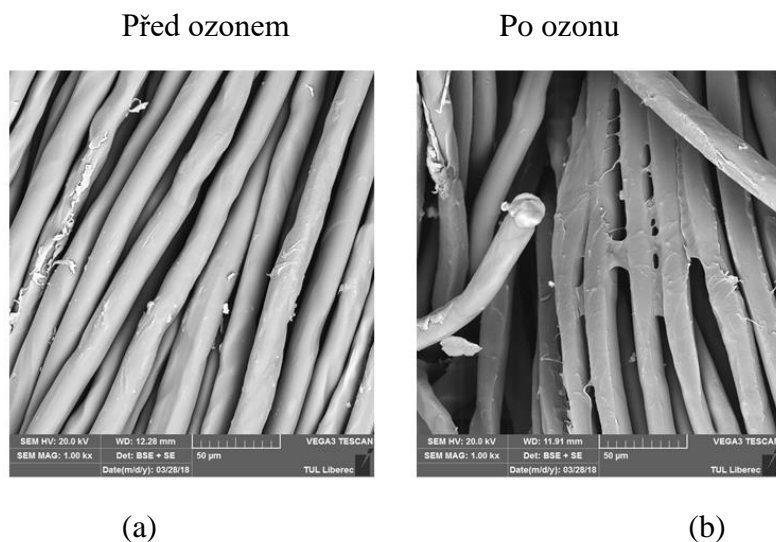 Před ozonem
Po ozonu
SEM HV: 20.0 kV WD: 12.28 mm VEGA3 TESCAN
SEM MAG: 1.00 kx Det: BSE + SE 50 µm
Date(m/d/y): 03/28/18 TUL Liberec
SEM HV: 20.0 kV WD: 11.91 mm VEGA3 TESCAN
SEM MAG: 1.00 kx Det: BSE + SE 50 µm
Date(m/d/y): 03/28/18 TUL Liberec
(a)
(b)